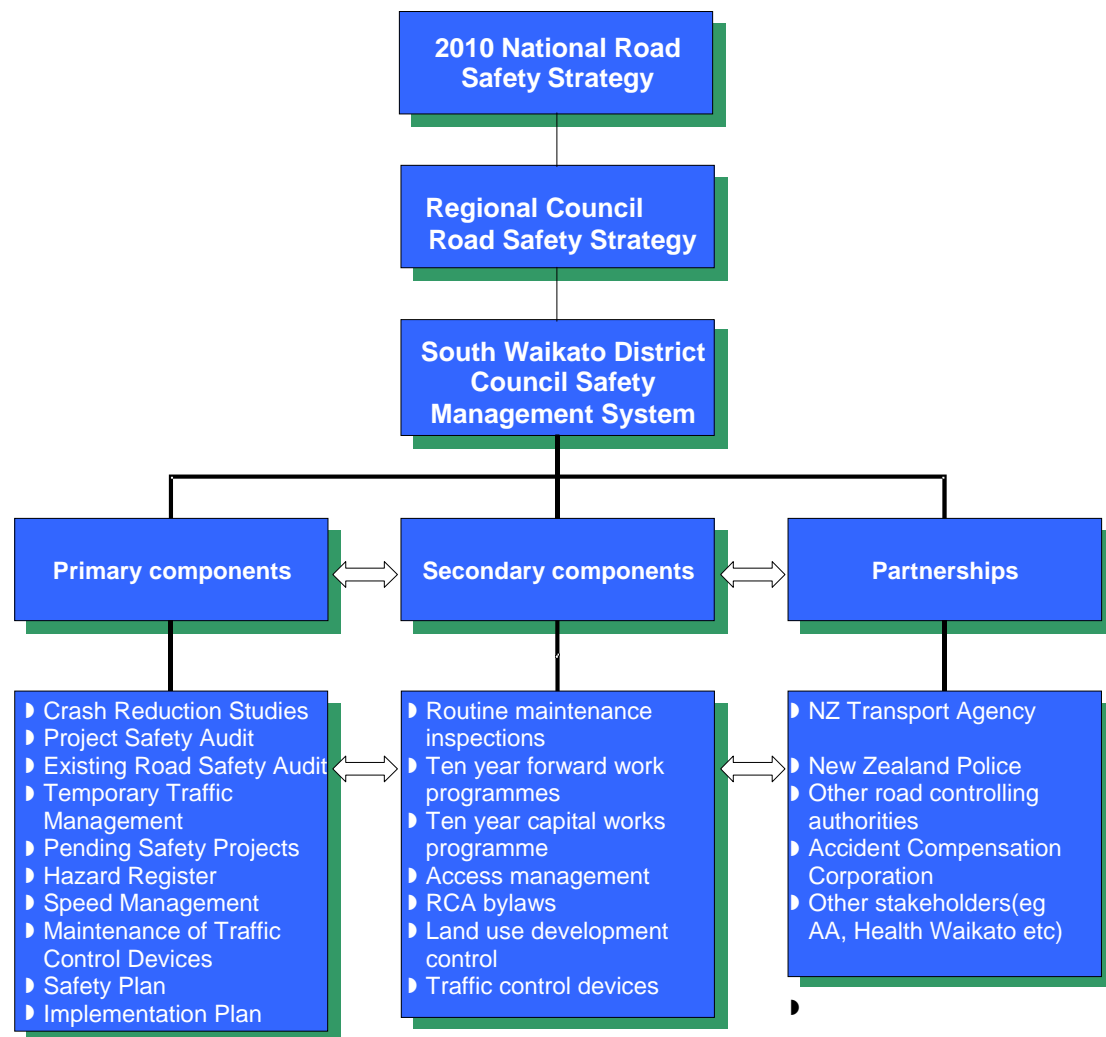 2010 National Road
Safety Strategy
Regional Council
Road Safety Strategy
South Waikato District
Council Safety
Management System
Primary components
Secondary components
Partnerships
Crash Reduction Studies
Project Safety Audit
Existing Road Safety Audit
Temporary Traffic
Management
Pending Safety Projects
Hazard Register
Speed Management
Maintenance of Traffic
Control Devices
Safety Plan
Implementation Plan
Routine maintenance
inspections
Ten year forward work
programmes
Ten year capital works
programme
Access management
RCA bylaws
Land use development
control
Traffic control devices
NZ Transport Agency
New Zealand Police
Other road controlling
authorities
Accident Compensation
Corporation
Other stakeholders(eg
AA, Health Waikato etc)